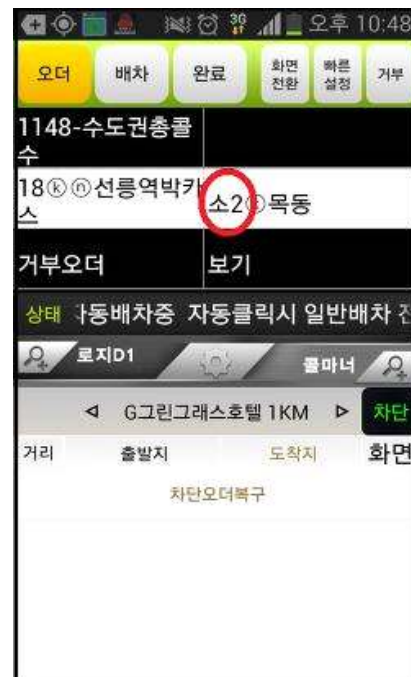 3G 오후 10:48
오더 배차 완료 화면 전환 빠른 설정 거부
1148-수도권총콜
수
18ⓚⓝ선릉역박카 소2ⓒ목동
스
거부오더 보기
상태 동배차중 자동클릭시 일반배차
로지D1 콜마너
◁ G그린그래스호텔 1KM ▷ 차단
거리 출발지 도착지 화면
차단오더복구